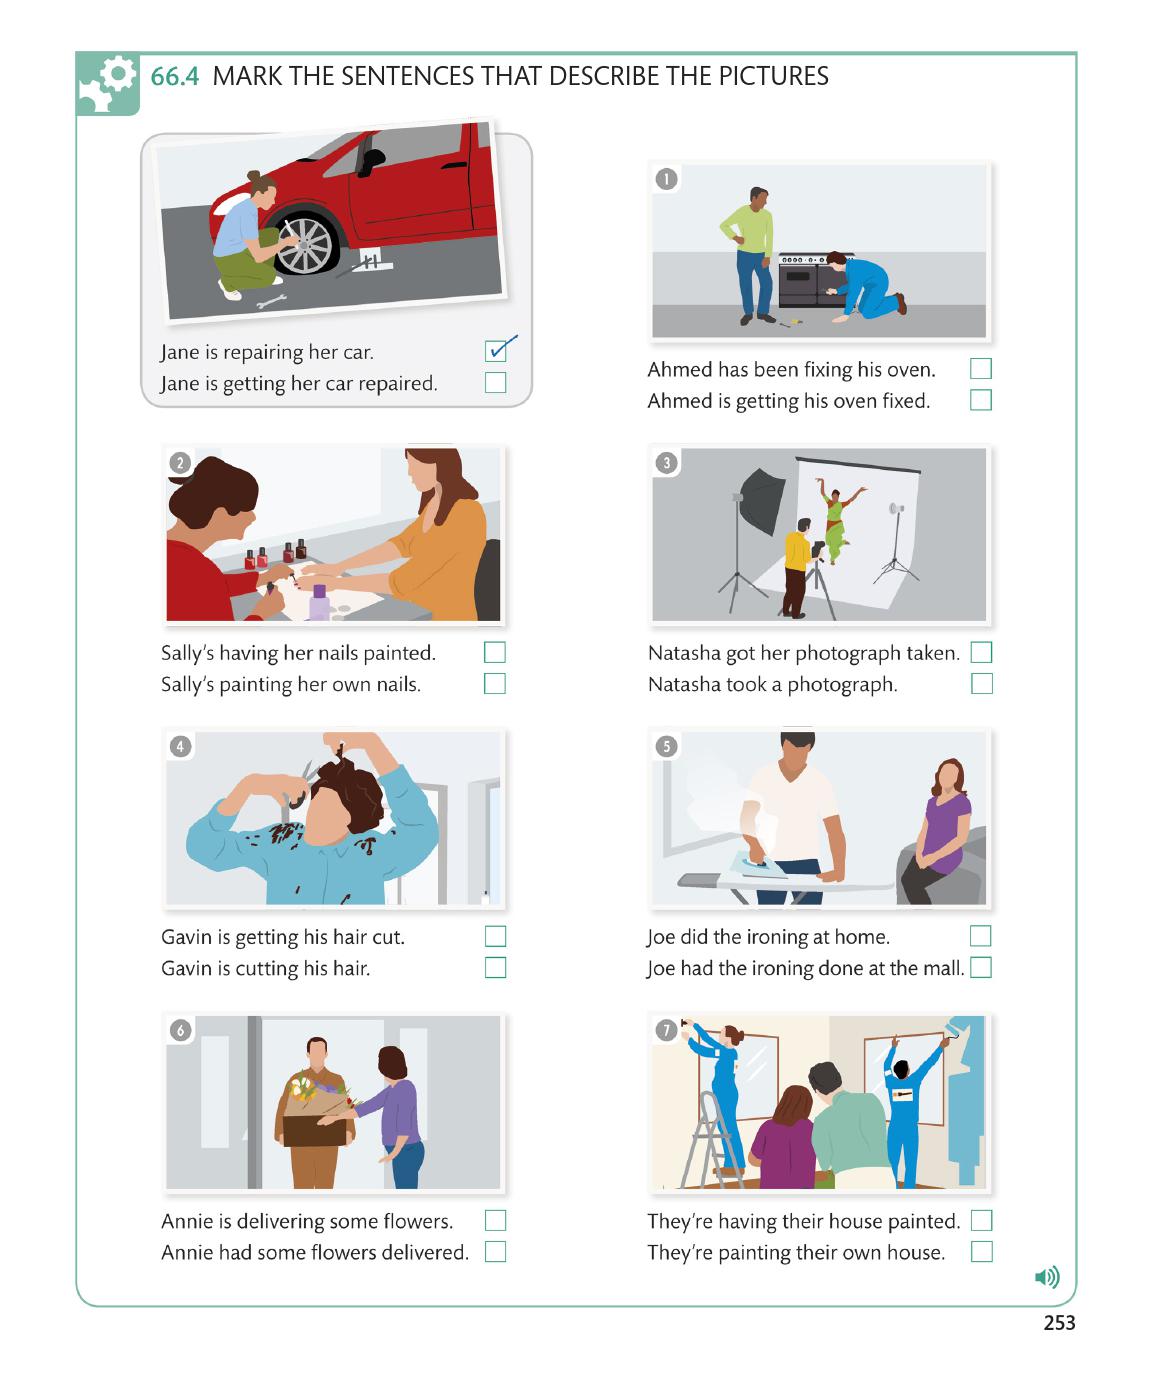 66.4 MARK THE SENTENCES THAT DESCRIBE THE PICTURES
Jane is repairing her car.
Jane is getting her car repaired.
1
Ahmed has been fixing his oven.
Ahmed is getting his oven fixed.
2
Sally's having her nails painted.
Sally's painting her own nails.
3
Natasha got her photograph taken.
Natasha took a photograph.
4
Gavin is getting his hair cut.
Gavin is cutting his hair.
5
Joe did the ironing at home.
Joe had the ironing done at the mall.
6
Annie is delivering some flowers.
Annie had some flowers delivered.
7
They're having their house painted.
They're painting their own house.
253